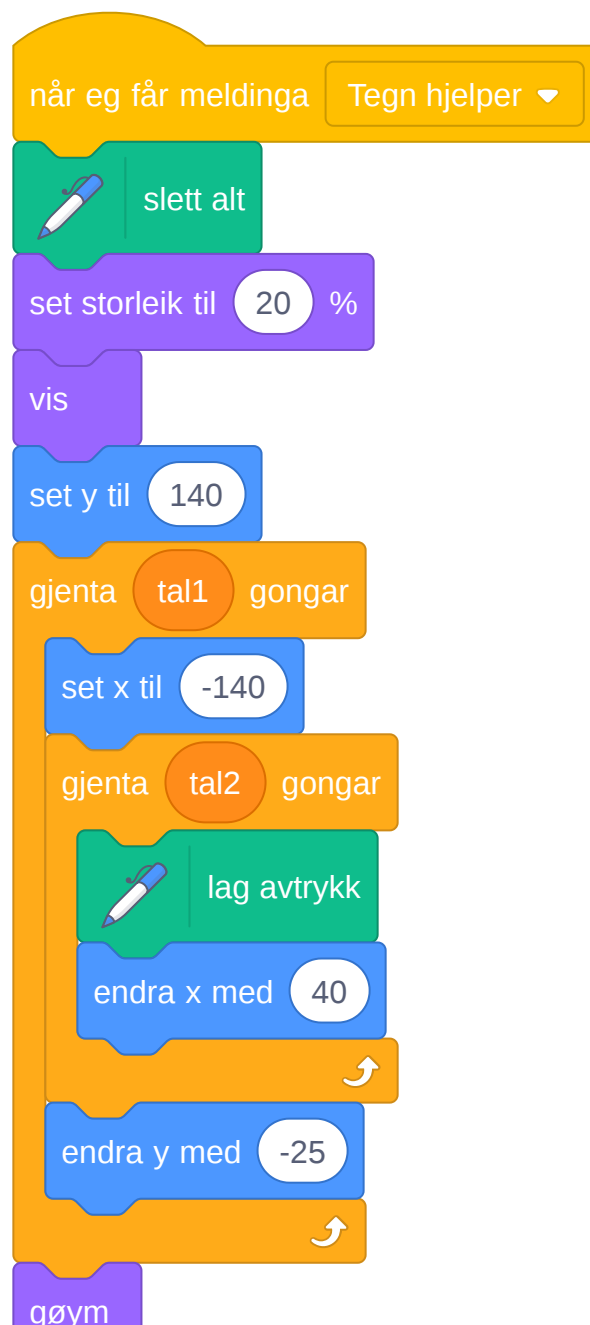 når eg får meldinga Tegn hjelper
slett alt
set storleik til 20 %
vis
set y til 140
gjenta tal1 gongar
set x til -140
gjenta tal2 gongar
lag avtrykk
endra x med 40
endra y med -25
gøym